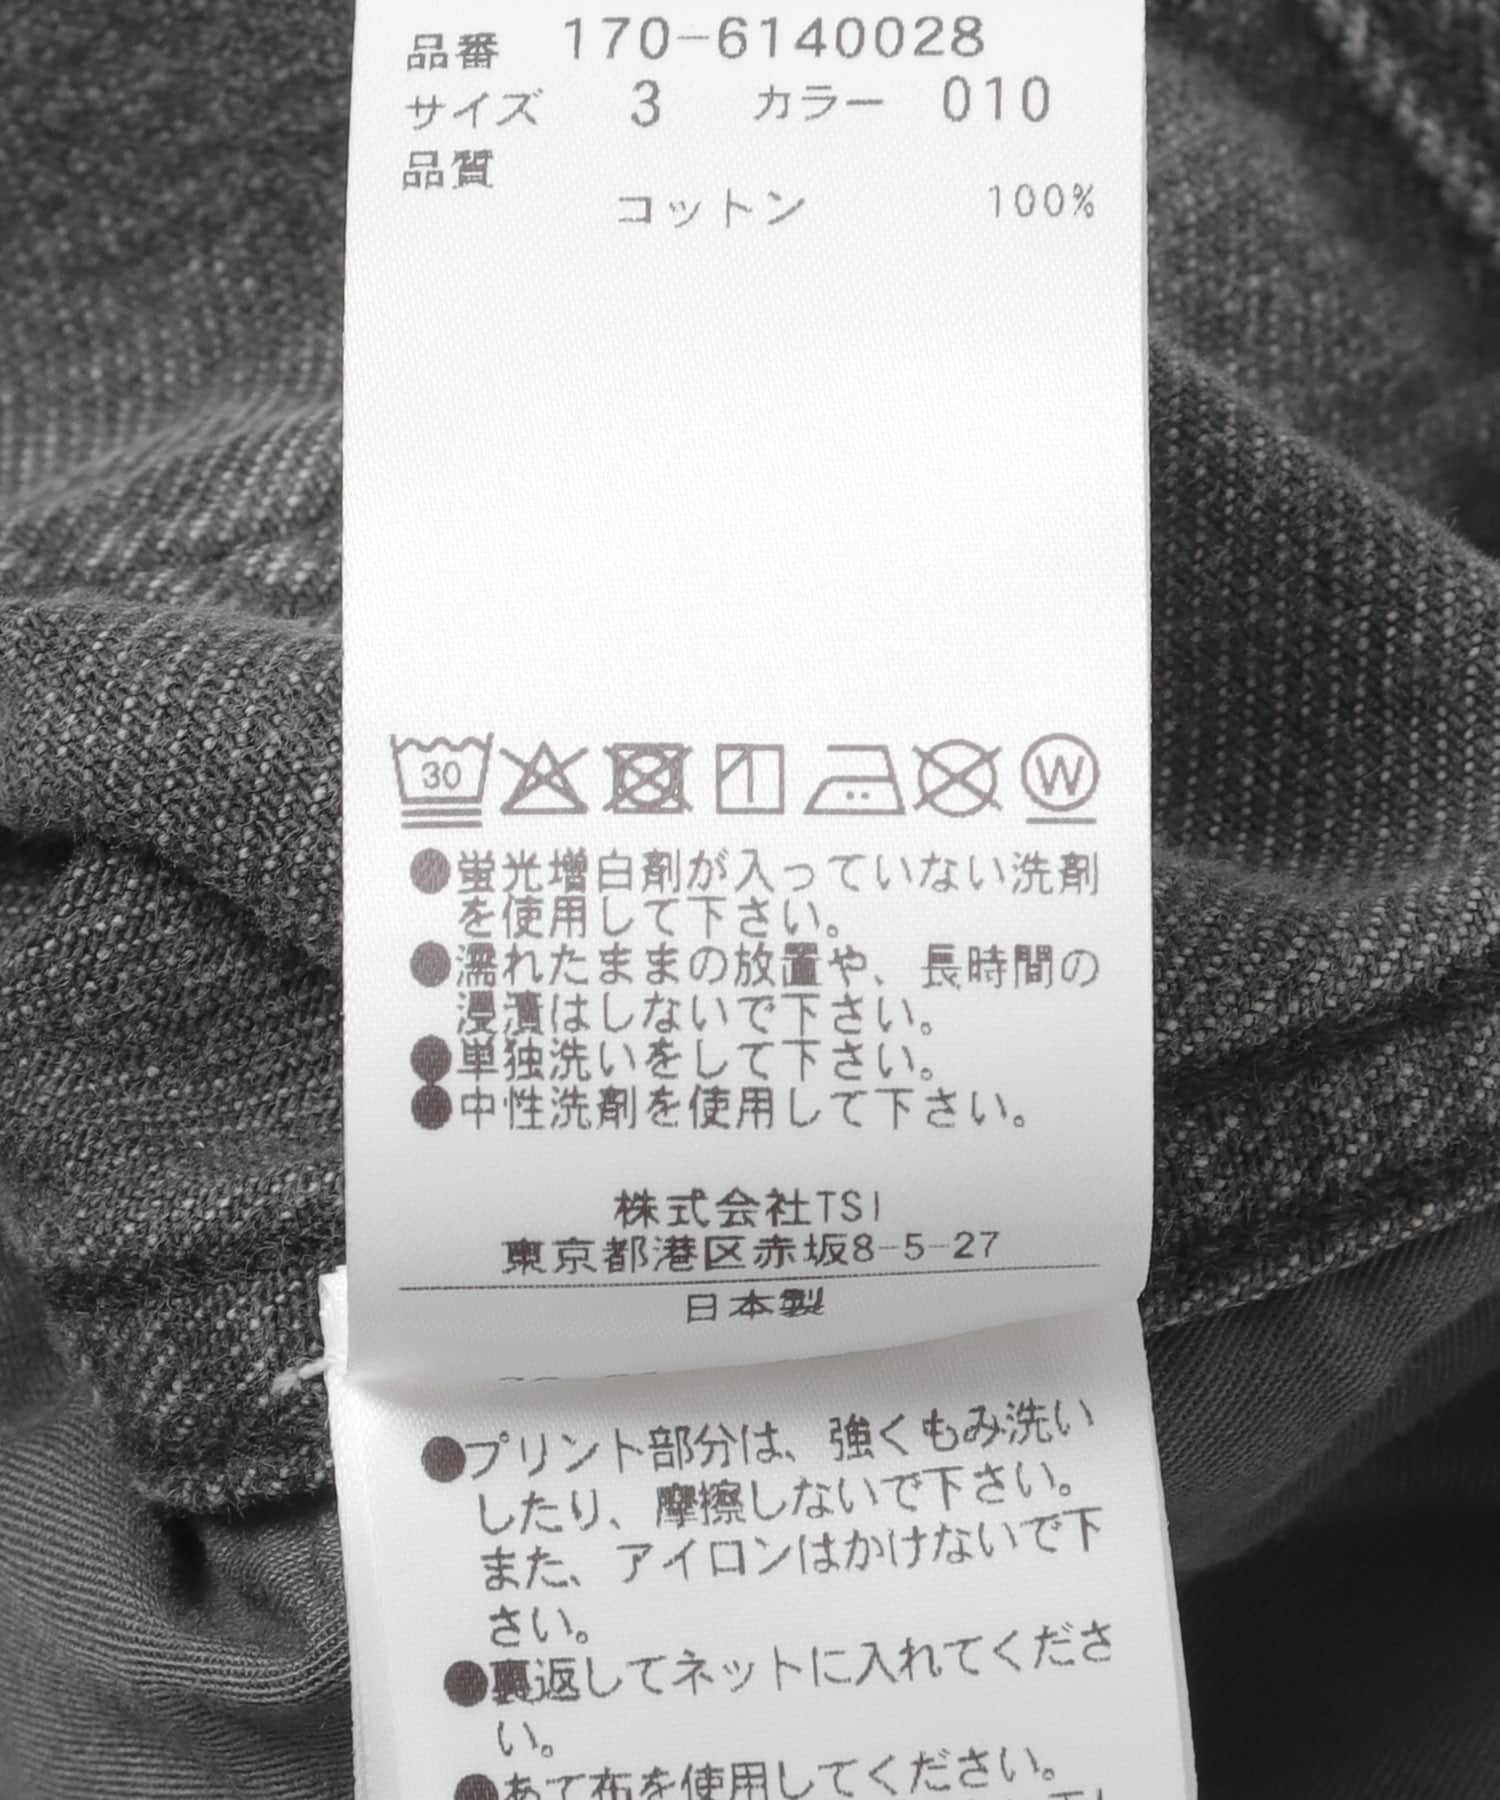 品番 170-6140028
サイズ 3 カラー 010
品質
コットン 100%
30
W
●蛍光増白剤が入っていない洗剤
を使用して下さい。
●濡れたままの放置や、長時間の
浸漬はしないで下さい。
●単独洗いをして下さい。
●中性洗剤を使用して下さい。
株式会社TSI
東京都港区赤坂8-5-27
日本製
●プリント部分は、強くもみ洗い
したり、摩擦しないで下さい。
また、アイロンはかけないで下
さい。
●裏返してネットに入れてくださ
い。
●あて布を使用してください。